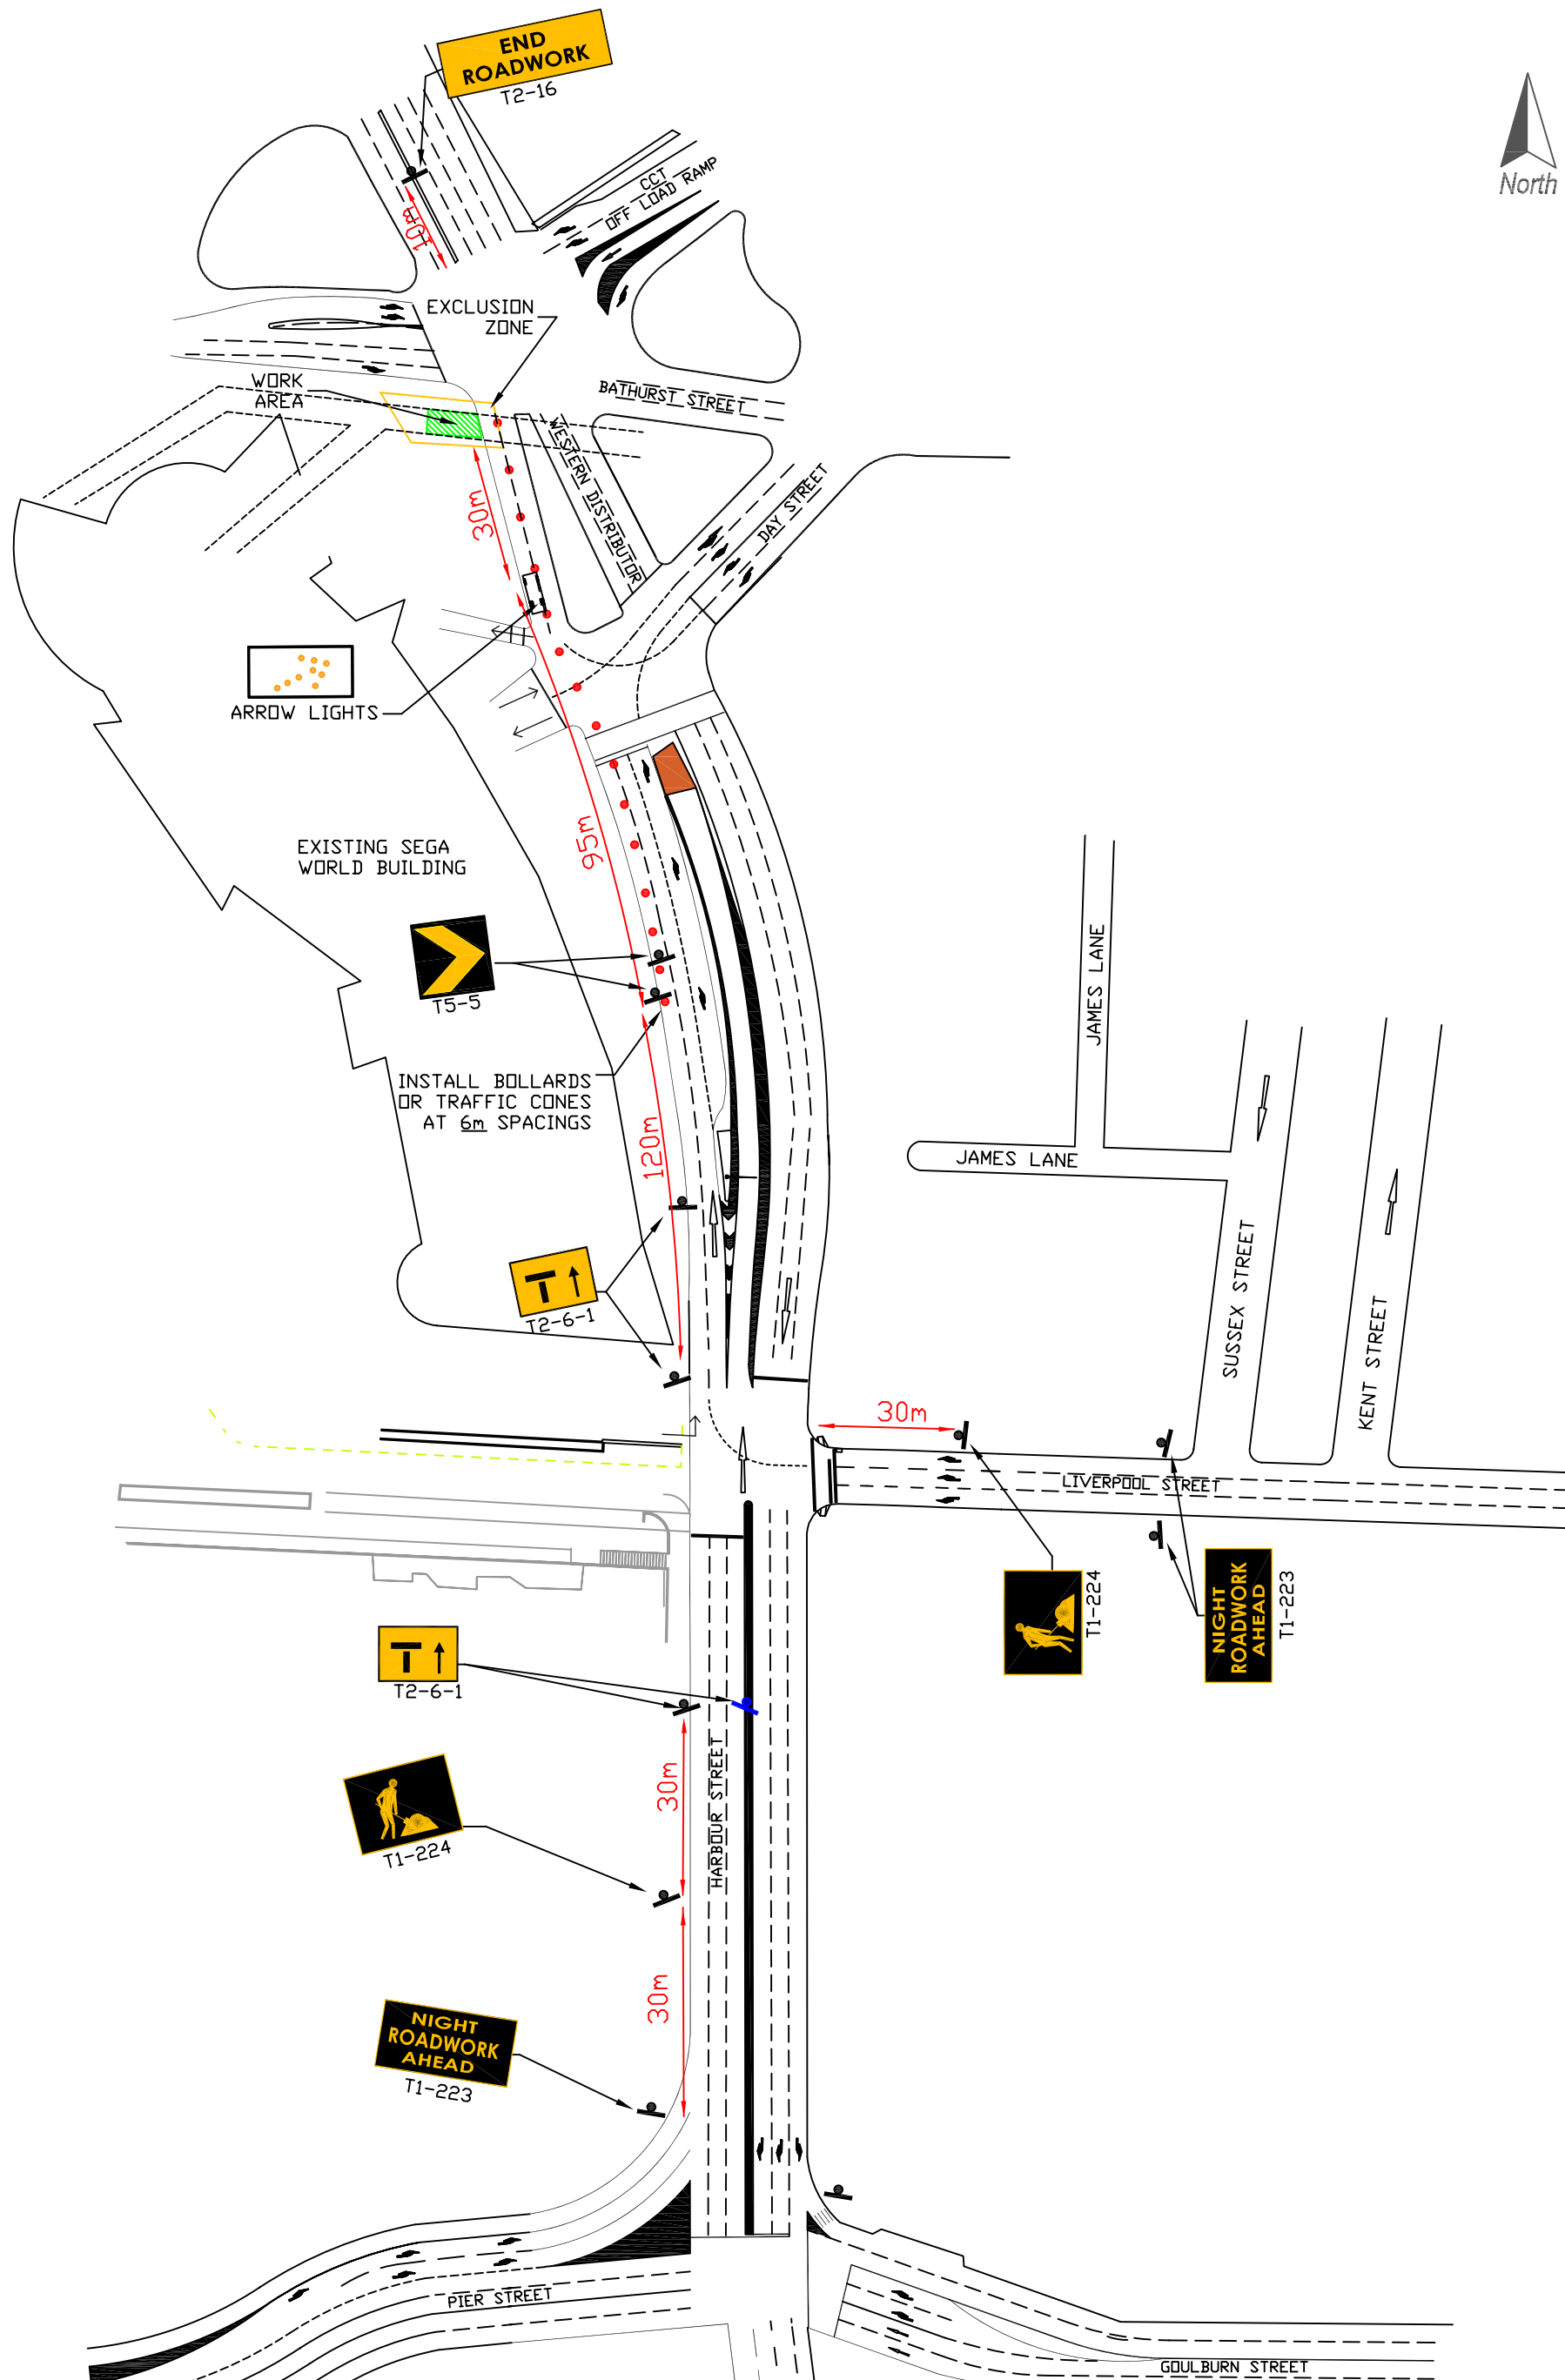 END
ROADWORK
T2-16
North
CCT
OFF LOAD RAMP
10m
EXCLUSION
ZONE
WORK
AREA
BATHURST STREET
WESTERN DISTRIBUTOR
DAY STREET
30m
ARROW LIGHTS
95m
EXISTING SEGA
WORLD BUILDING
T5-5
JAMES LANE
INSTALL BOLLARDS
OR TRAFFIC CONES
AT 6m SPACINGS
120m
JAMES LANE
T
T2-6-1
SUSSEX STREET
KENT STREET
30m
LIVERPOOL STREET
T1-224
NIGHT
ROADWORK
AHEAD
T1-223
T
T2-6-1
HARBOUR STREET
30m
T1-224
30m
NIGHT
ROADWORK
AHEAD
T1-223
PIER STREET
GOULBURN STREET